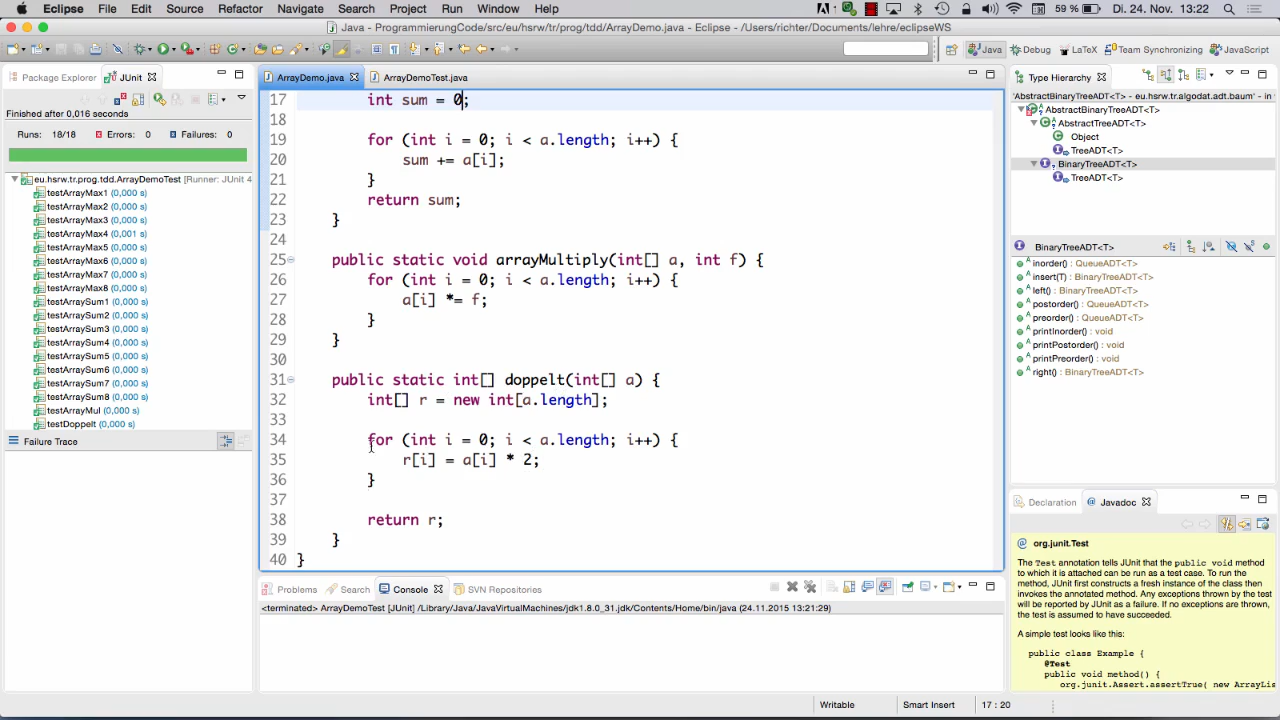 Eclipse File Edit Source Refactor Navigate Search Project Run Window Help 59 % Di. 24. Nov. 13:22
Java - ProgrammierungCode/src/eu/hsrw/tr/prog/tdd/ArrayDemo.java - Eclipse - /Users/richter/Documents/lehre/eclipseWS
Java Debug LaTeX Team Synchronizing JavaScript
Package Explorer JUnit
Finished after 0,016 seconds
Runs: 18/18 Errors: 0 Failures: 0
eu.hsrw.tr.prog.tdd.ArrayDemoTest [Runner: JUnit 4
testArrayMax1 (0,000 s)
testArrayMax2 (0,000 s)
testArrayMax3 (0,000 s)
testArrayMax4 (0,001 s)
testArrayMax5 (0,000 s)
testArrayMax6 (0,000 s)
testArrayMax7 (0,000 s)
testArrayMax8 (0,000 s)
testArraySum1 (0,000 s)
testArraySum2 (0,000 s)
testArraySum3 (0,000 s)
testArraySum4 (0,000 s)
testArraySum5 (0,000 s)
testArraySum6 (0,000 s)
testArraySum7 (0,000 s)
testArraySum8 (0,000 s)
testArrayMul (0,000 s)
testDoppelt (0,000 s)
Failure Trace
ArrayDemo.java ArrayDemoTest.java
17 int sum = 0;
18
19 for (int i = 0; i < a.length; i++) {
20 sum += a[i];
21 }
22 return sum;
23 }
24
25 public static void arrayMultiply(int[] a, int f) {
26 for (int i = 0; i < a.length; i++) {
27 a[i] *= f;
28 }
29 }
30
31 public static int[] doppelt(int[] a) {
32 int[] r = new int[a.length];
33
34 for (int i = 0; i < a.length; i++) {
35 r[i] = a[i] * 2;
36 }
37
38 return r;
39 }
40 }
Problems Search Console SVN Repositories
<terminated> ArrayDemoTest [JUnit] /Library/Java/JavaVirtualMachines/jdk1.8.0_31.jdk/Contents/Home/bin/java (24.11.2015 13:21:29)
Type Hierarchy
'AbstractBinaryTreeADT<T>' - eu.hsrw.tr.algodat.adt.baum' - in
AbstractBinaryTreeADT<T>
AbstractTreeADT<T>
Object
TreeADT<T>
BinaryTreeADT<T>
TreeADT<T>
BinaryTreeADT<T>
inorder() : QueueADT<T>
insert(T) : BinaryTreeADT<T>
left() : BinaryTreeADT<T>
postorder() : QueueADT<T>
preorder() : QueueADT<T>
printInorder() : void
printPostorder() : void
printPreorder() : void
right() : BinaryTreeADT<T>
Declaration Javadoc
org.junit.Test
The Test annotation tells JUnit that the public void method
to which it is attached can be run as a test case. To run the
method, JUnit first constructs a fresh instance of the class then
invokes the annotated method. Any exceptions thrown by the test
will be reported by JUnit as a failure. If no exceptions are thrown,
the test is assumed to have succeeded.
A simple test looks like this:
public class Example {
@Test
public void method() {
org.junit.Assert.assertTrue( new ArrayLis
Writable Smart Insert 17 : 20